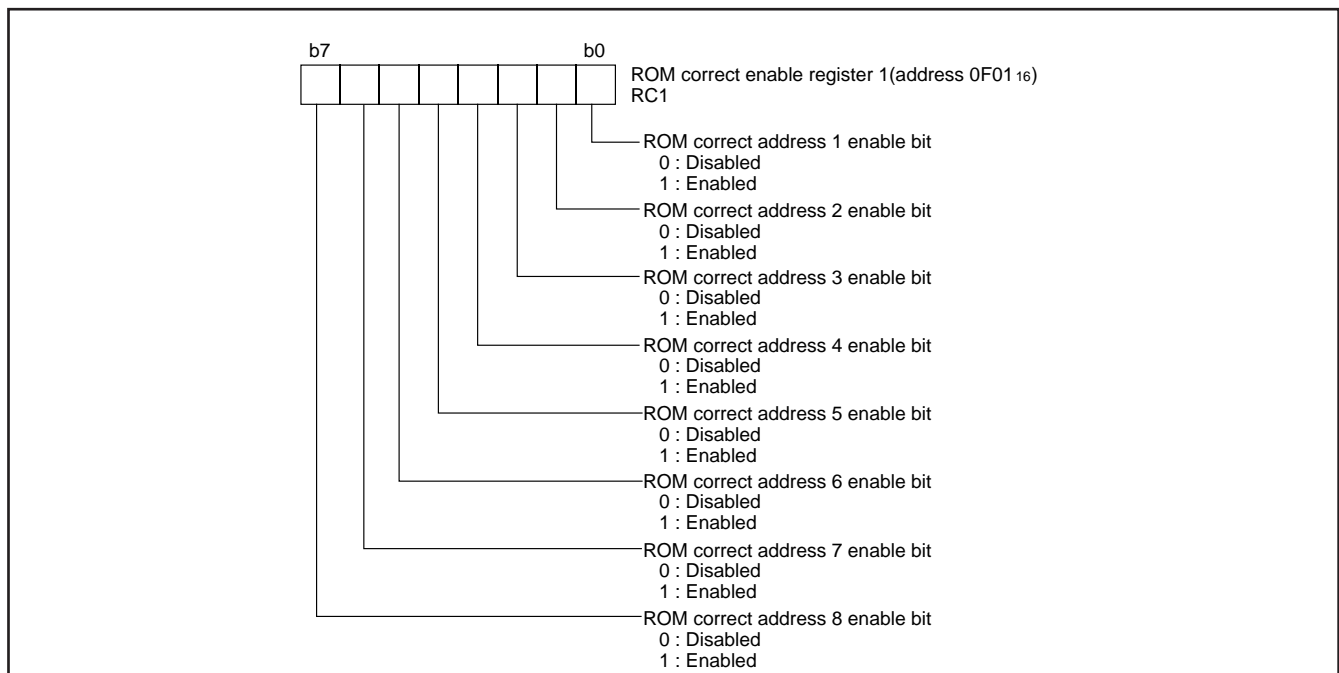 b7 b0
ROM correct enable register 1(address 0F01 16)
RC1
ROM correct address 1 enable bit
0 : Disabled
1 : Enabled
ROM correct address 2 enable bit
0 : Disabled
1 : Enabled
ROM correct address 3 enable bit
0 : Disabled
1 : Enabled
ROM correct address 4 enable bit
0 : Disabled
1 : Enabled
ROM correct address 5 enable bit
0 : Disabled
1 : Enabled
ROM correct address 6 enable bit
0 : Disabled
1 : Enabled
ROM correct address 7 enable bit
0 : Disabled
1 : Enabled
ROM correct address 8 enable bit
0 : Disabled
1 : Enabled